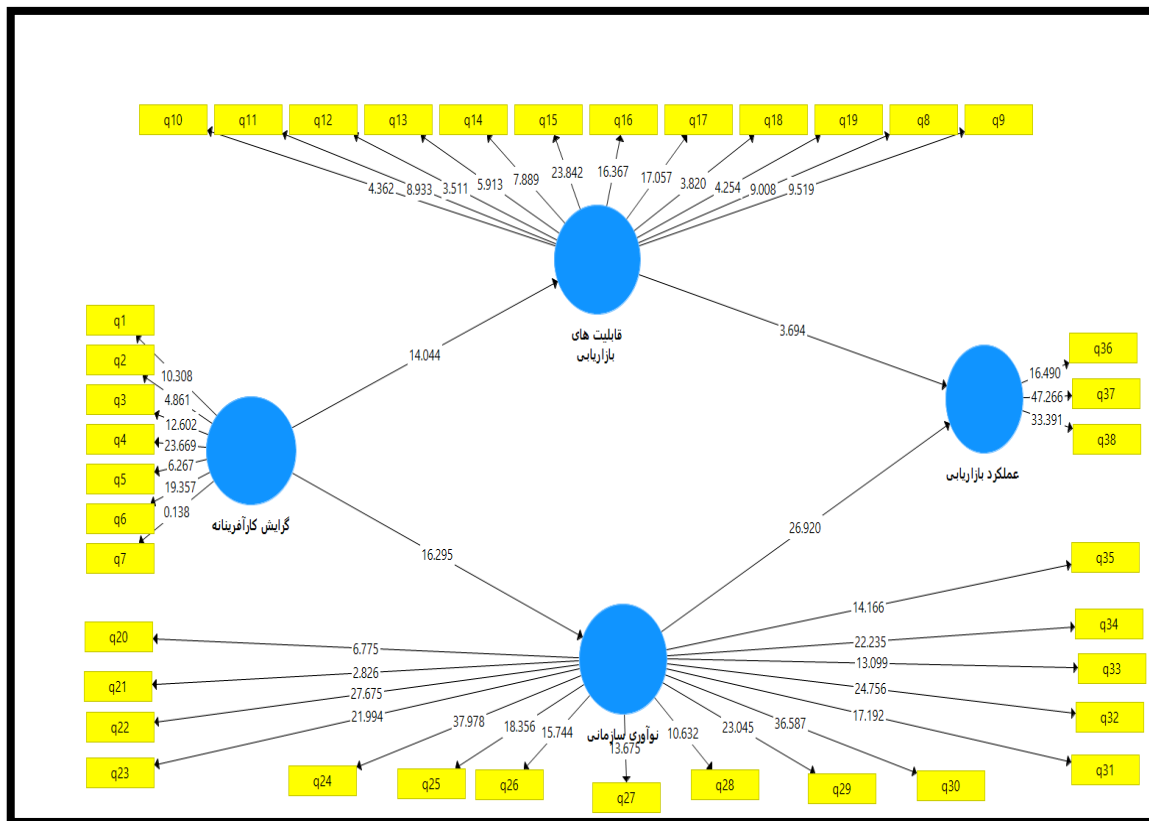 q10
q11
q12
q13
q14
q15
q16
q17
q18
q19
q8
q9
4.362
8.933
3.511
5.913
7.889
23.842
16.367
17.057
3.820
4.254
9.008
9.519
قابلیت های
بازاریابی
14.044
3.694
q1
q2
q3
q4
q5
q6
q7
10.308
4.861
12.602
23.669
6.267
19.357
0.138
گرایش کارآفرینانه
q36
q37
q38
16.490
47.266
33.391
عملکرد بازاریابی
16.295
26.920
نوآوری سازمانی
q20
q21
q22
q23
6.775
2.826
27.675
21.994
37.978
18.356
15.744
13.675
10.632
23.045
36.587
14.166
22.235
13.099
24.756
17.192
q35
q34
q33
q32
q31
q24
q25
q26
q27
q28
q29
q30